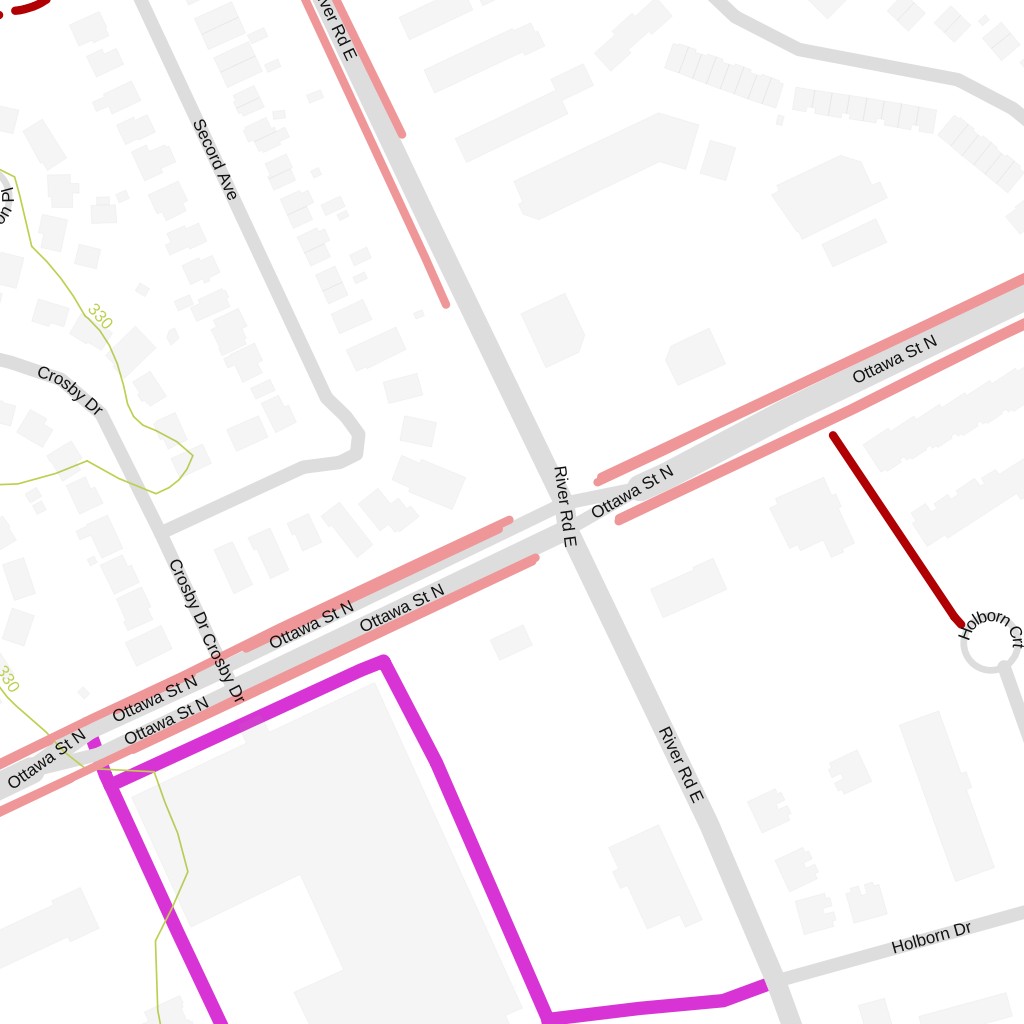 ver Rd E
Second Ave
330
Crosby Dr
Ottawa St N
River Rd E
Ottawa St N
Crosby Dr
Crosby Dr
Ottawa St N
Ottawa St N
Holborn Crt
330
Ottawa St N
Ottawa St N
Ottawa St N
River Rd E
Holborn Dr